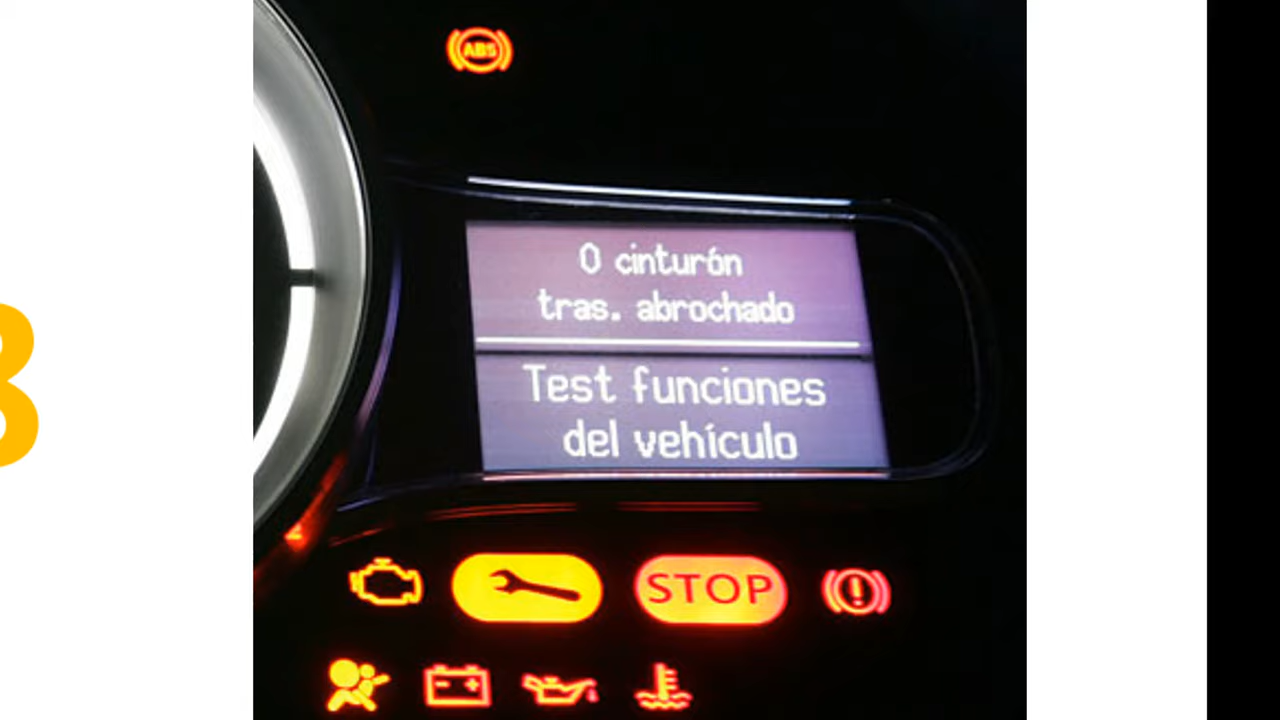 ABS
0 cinturón
tras. abrochado
Test funciones
del vehículo
STOP